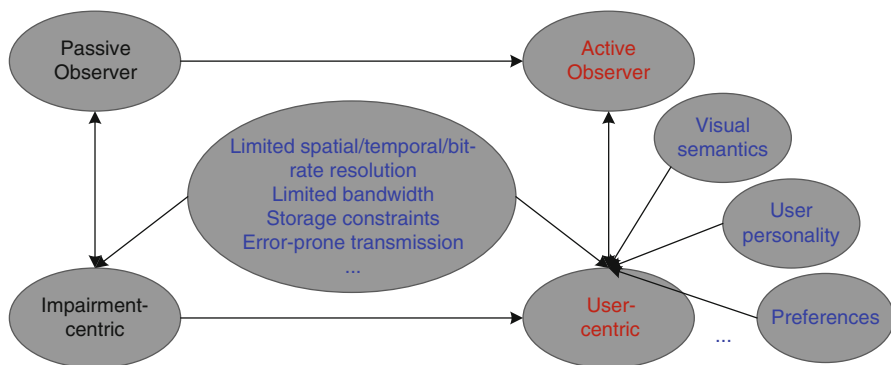 Passive
Observer
Active
Observer
Limited spatial/temporal/bit-
rate resolution
Limited bandwidth
Storage constraints
Error-prone transmission
...
Visual
semantics
User
personality
Impairment-
centric
User-
centric
Preferences
...